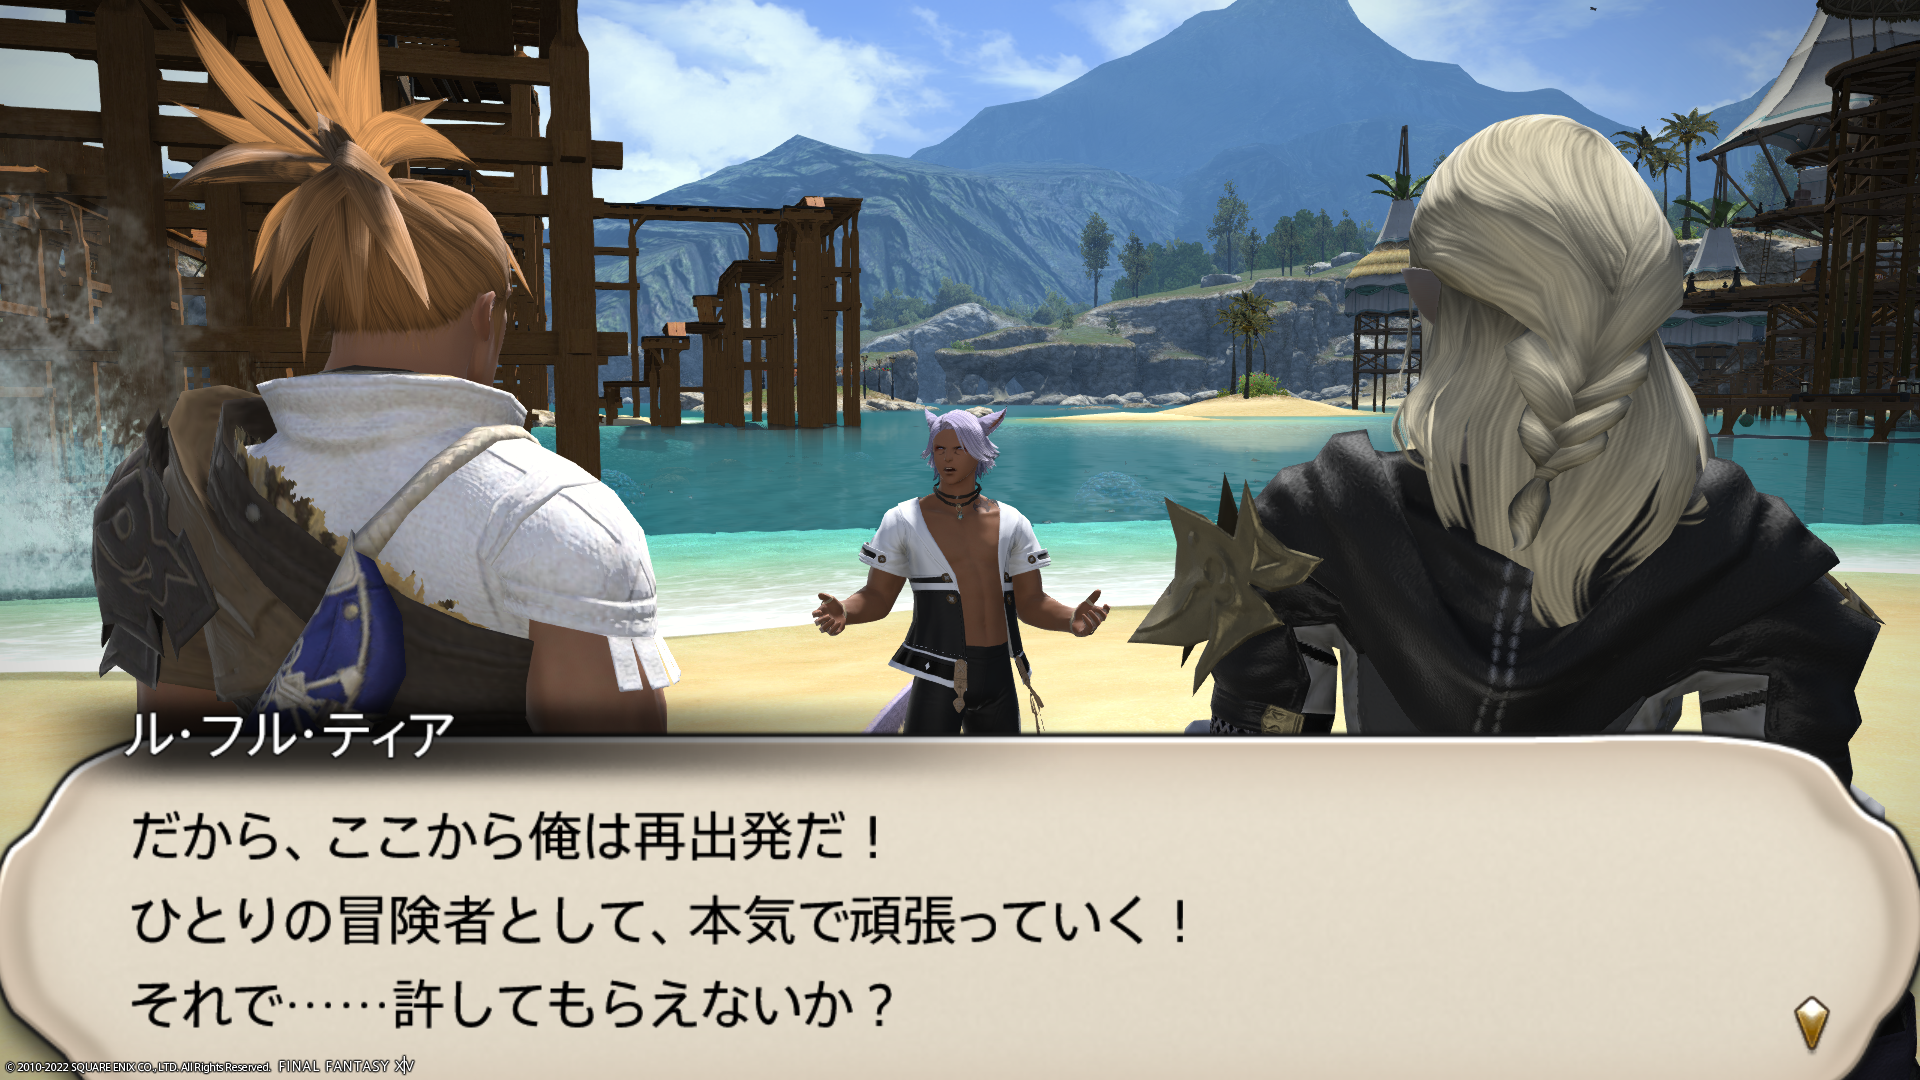 ル・フル・ティア
だから、ここから俺は再出発だ！
ひとりの冒険者として、本気で頑張っていく！
それで……許してもらえないか？
© 2010-2022 SQUARE ENIX CO., LTD. All Rights Reserved. FINAL FANTASY XIV